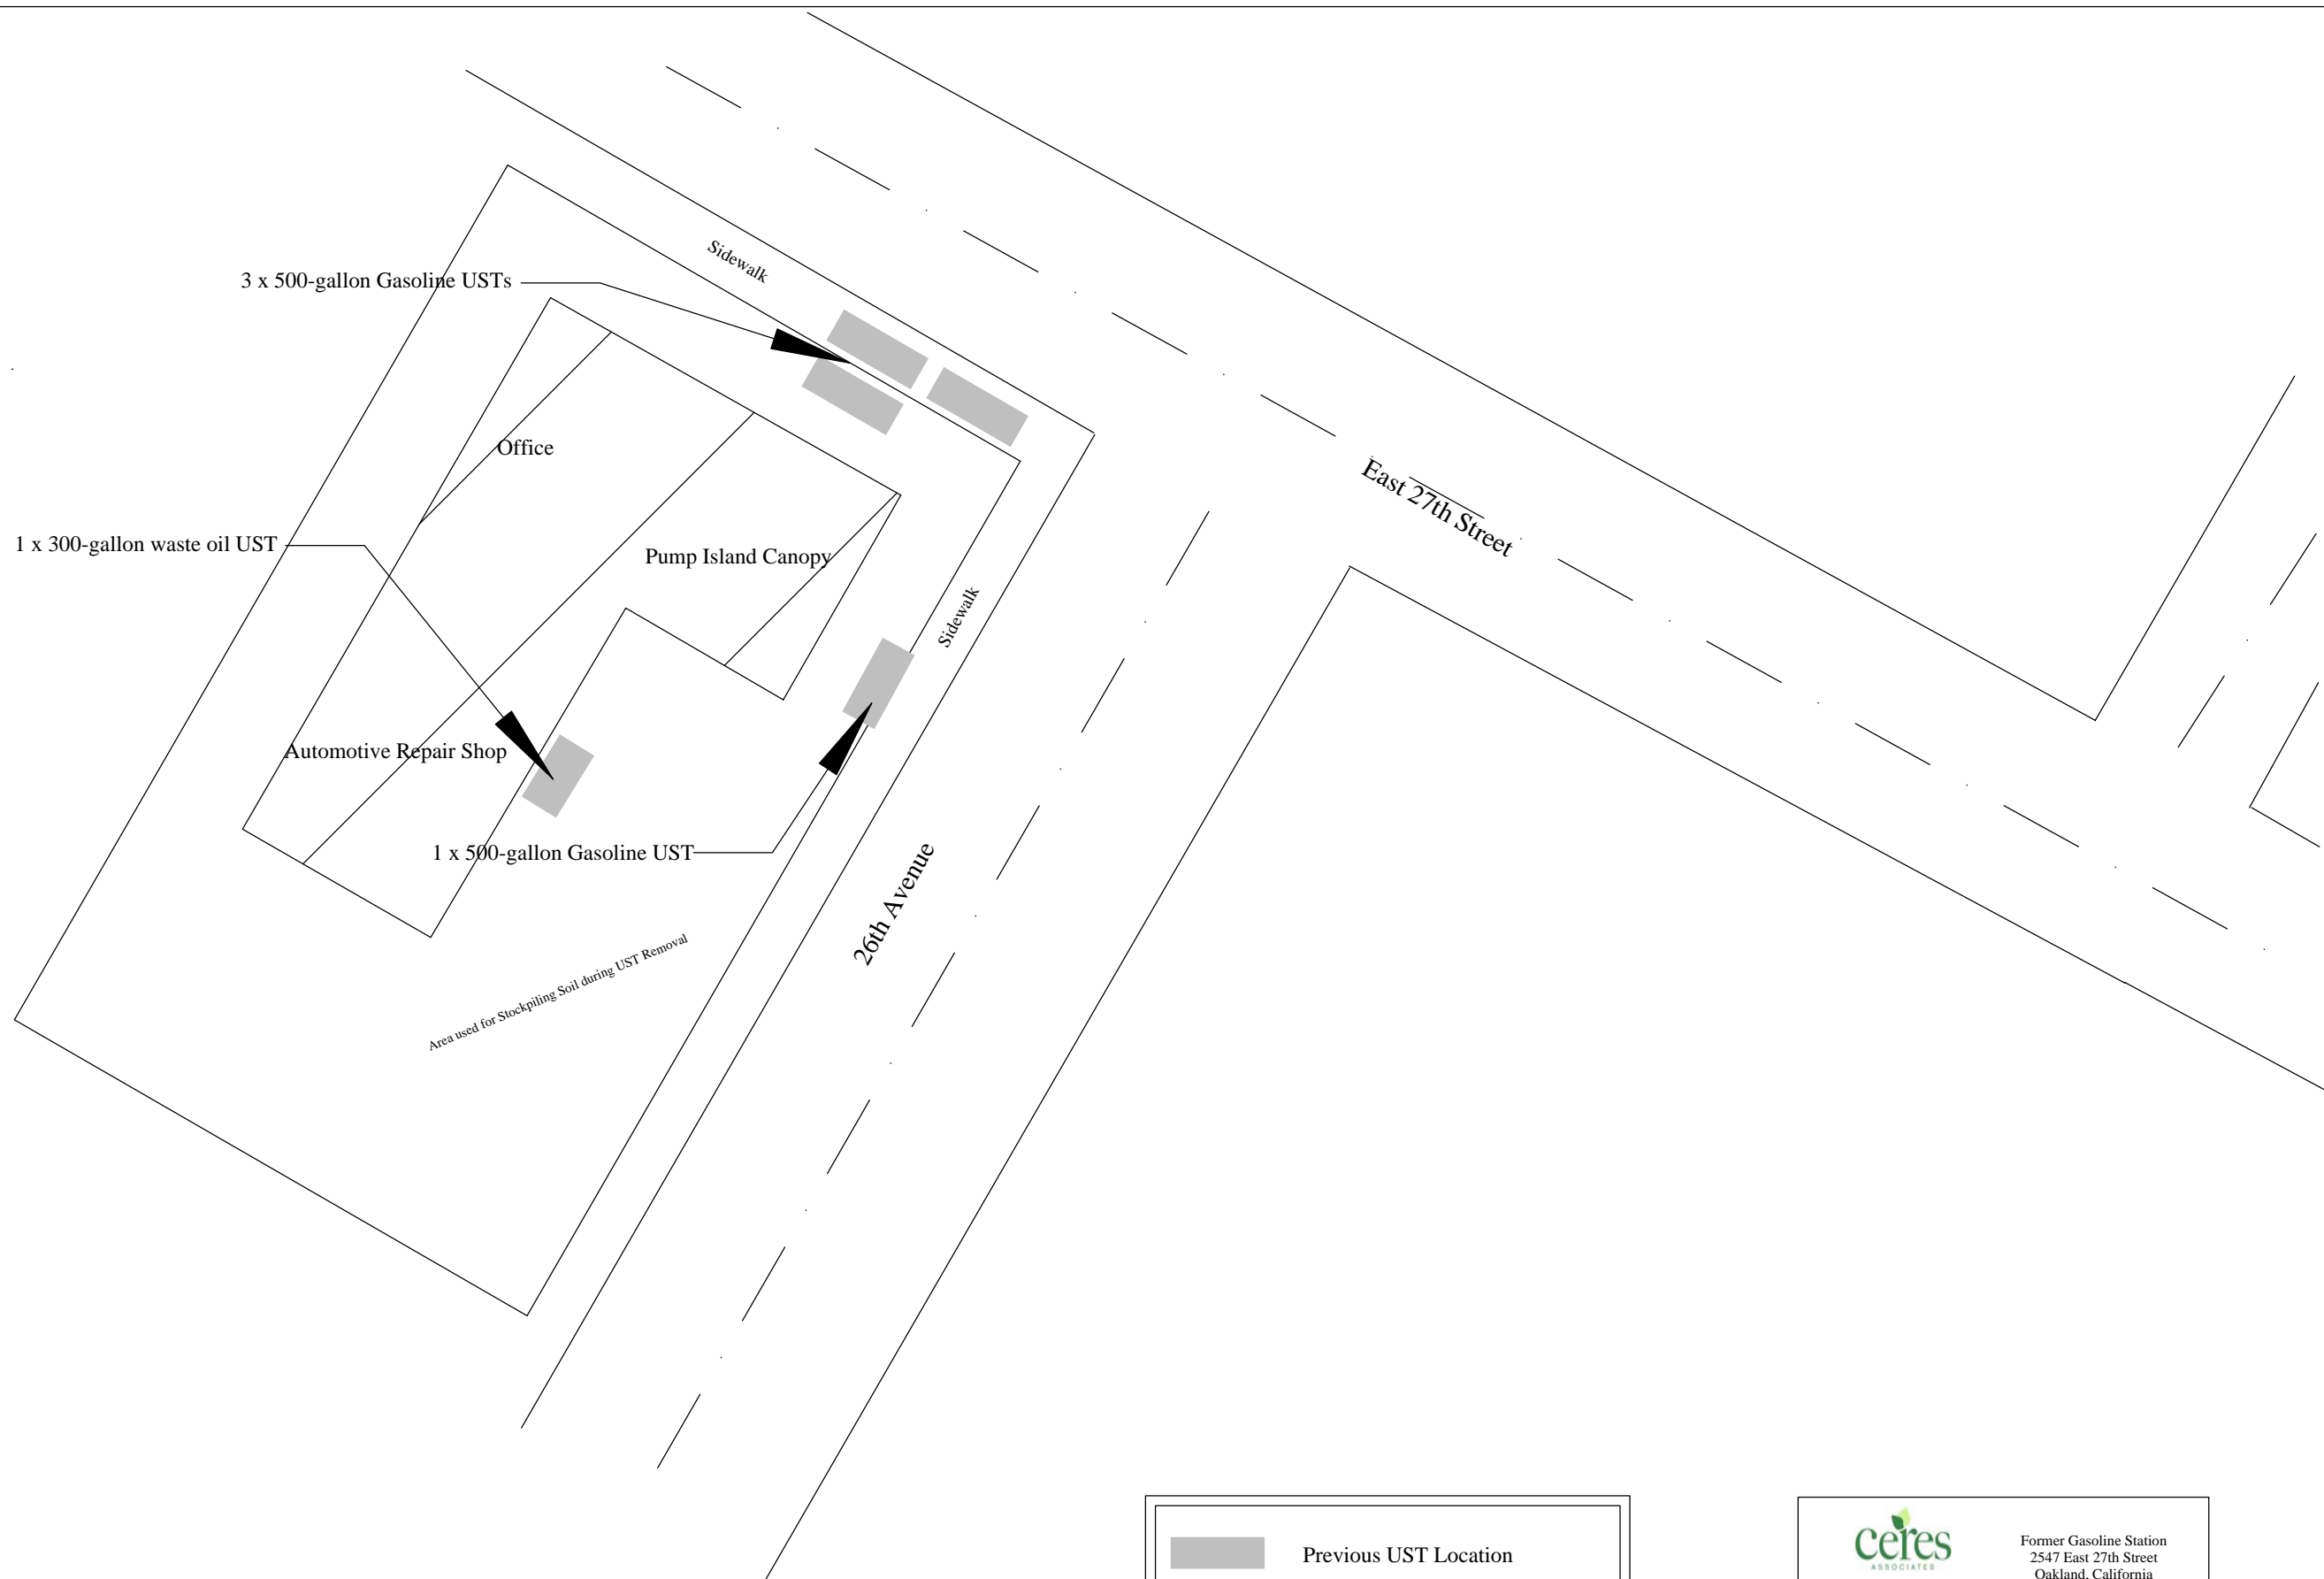 Sidewalk
3 x 500-gallon Gasoline USTs
Office
East 27th Street
1 x 300-gallon waste oil UST
Pump Island Canopy
Sidewalk
Automotive Repair Shop
1 x 500-gallon Gasoline UST
26th Avenue
Area used for Stockpiling Soil during UST Removal
Previous UST Location
ceres
ASSOCIATES
Former Gasoline Station
2547 East 27th Street
Oakland, California